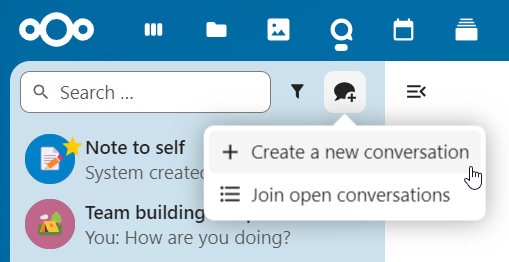 Search ...
Note to self
System created
Create a new conversation
Join open conversations
Team building
You: How are you doing?